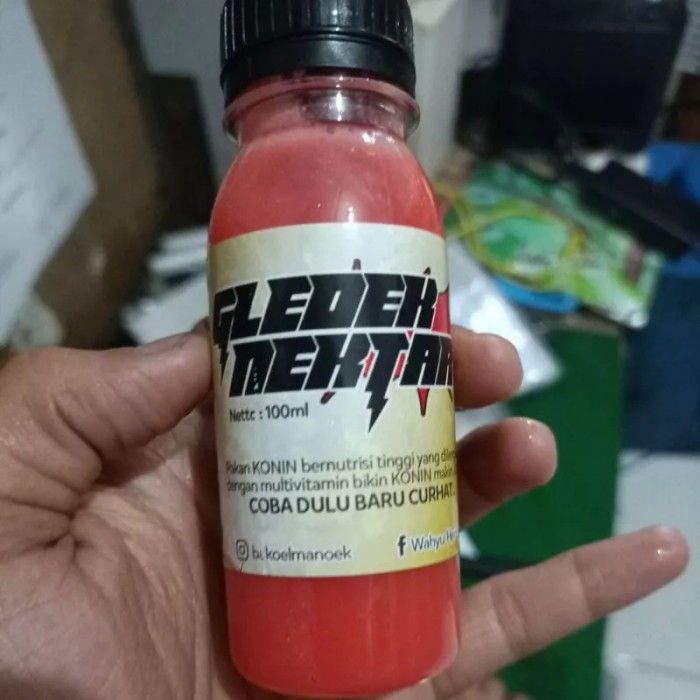 GLEDEK
NEKTAR
Nettc : 100ml
Pakan KONIN bernutrisi tinggi yang
dengan multivitamin bikin KONIN makin
COBA DULU BARU CURHAT..
koelmanoek
Wahyu